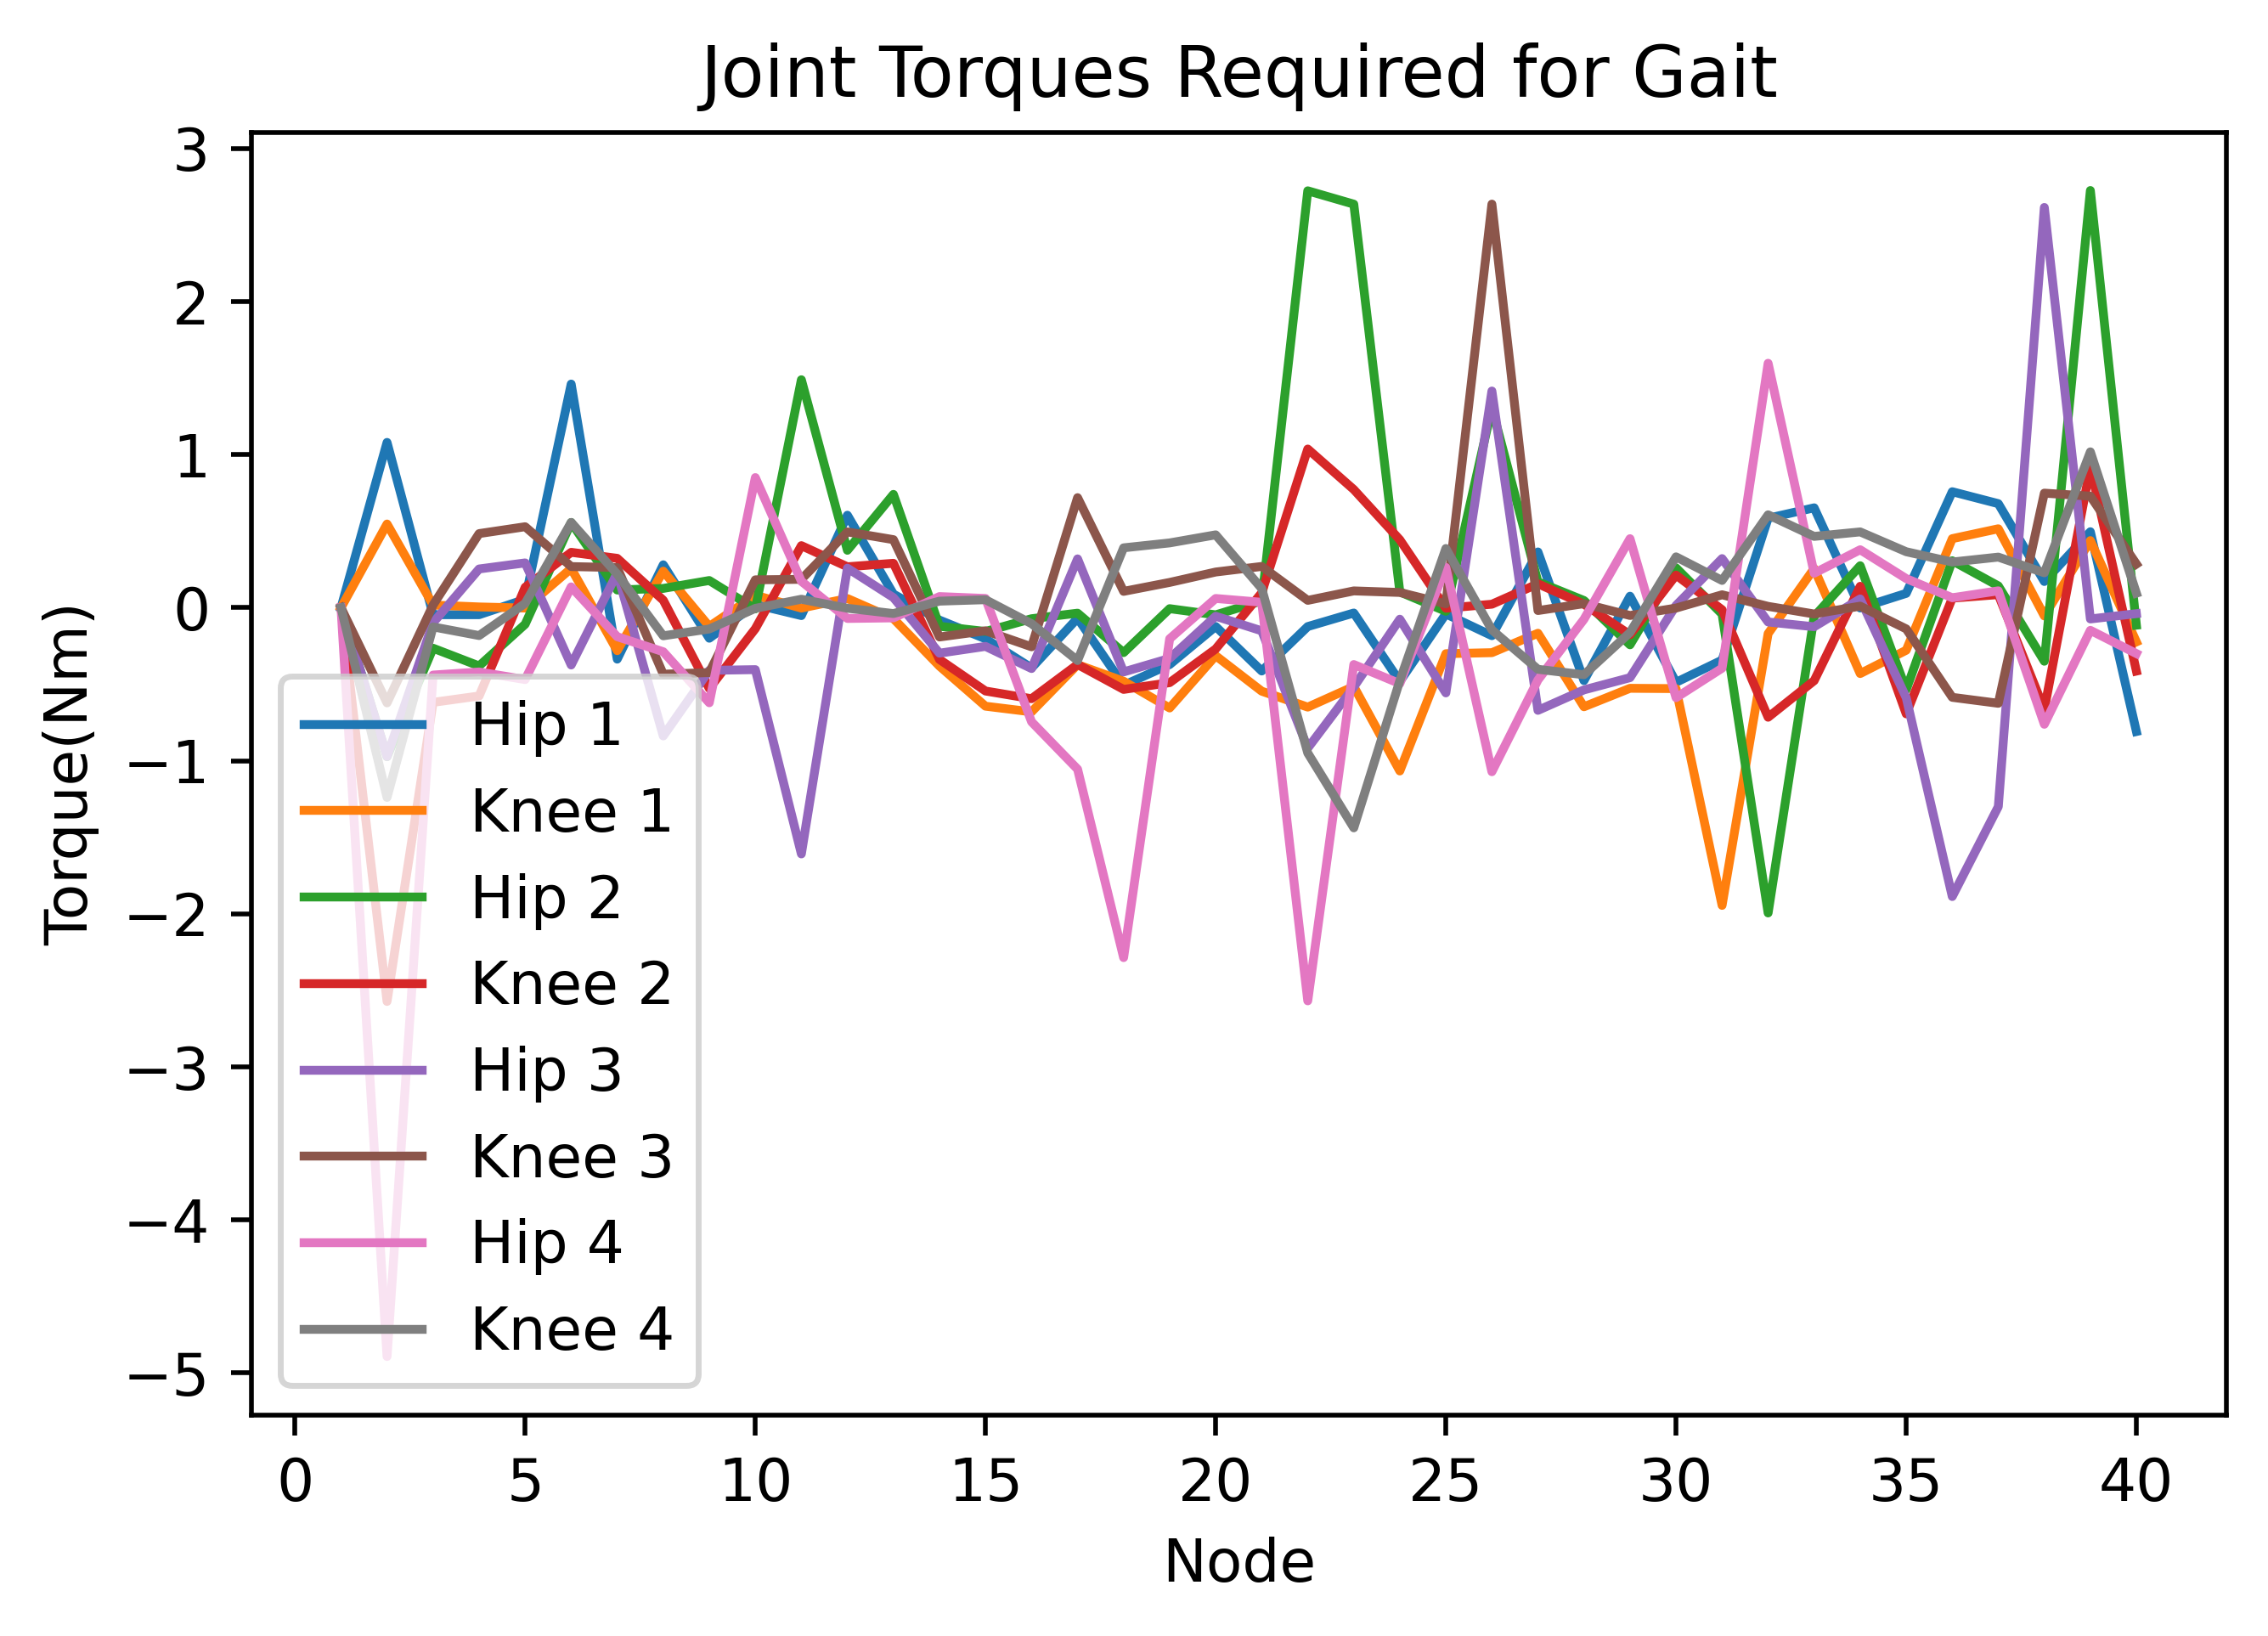 Joint Torques Required for Gait
3
2
1
0
−1
−2
−3
−4
−5
Torque(Nm)
Hip 1
Knee 1
Hip 2
Knee 2
Hip 3
Knee 3
Hip 4
Knee 4
0 5 10 15 20 25 30 35 40
Node